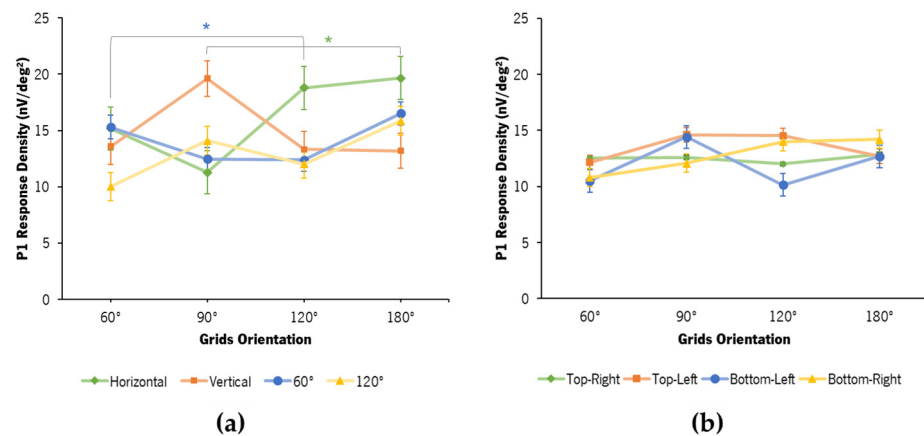 25
20
15
10
5
0
P1 Response Density (nV/deg²)
*
*
60°
90°
120°
180°
Grids Orientation
Horizontal
Vertical
60°
120°
(a)
25
20
15
10
5
0
P1 Response Density (nV/deg²)
60°
90°
120°
180°
Grids Orientation
Top-Right
Top-Left
Bottom-Left
Bottom-Right
(b)